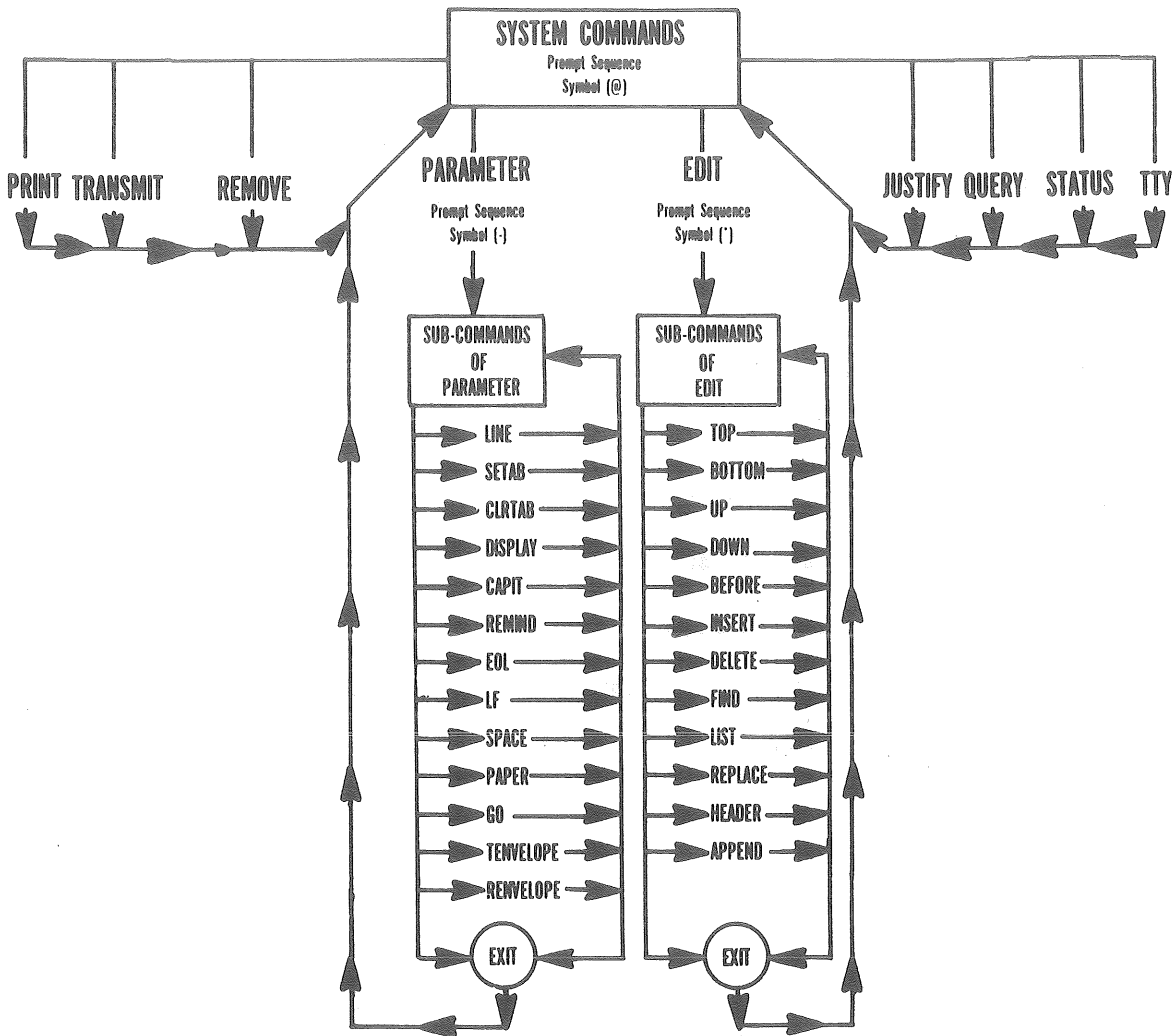 SYSTEM COMMANDS
Prompt Sequence
Symbol (@)
PRINT
TRANSMIT
REMOVE
PARAMETER
Prompt Sequence
Symbol (-)
EDIT
Prompt Sequence
Symbol (*)
JUSTIFY
QUERY
STATUS
TTY
SUB-COMMANDS
OF
PARAMETER
LINE
SETAB
CLRTAB
DISPLAY
CAPIT
REMIND
EOL
LF
SPACE
PAPER
GO
TENVELOPE
RENVELOPE
EXIT
SUB-COMMANDS
OF
EDIT
TOP
BOTTOM
UP
DOWN
BEFORE
INSERT
DELETE
FIND
LIST
REPLACE
HEADER
APPEND
EXIT